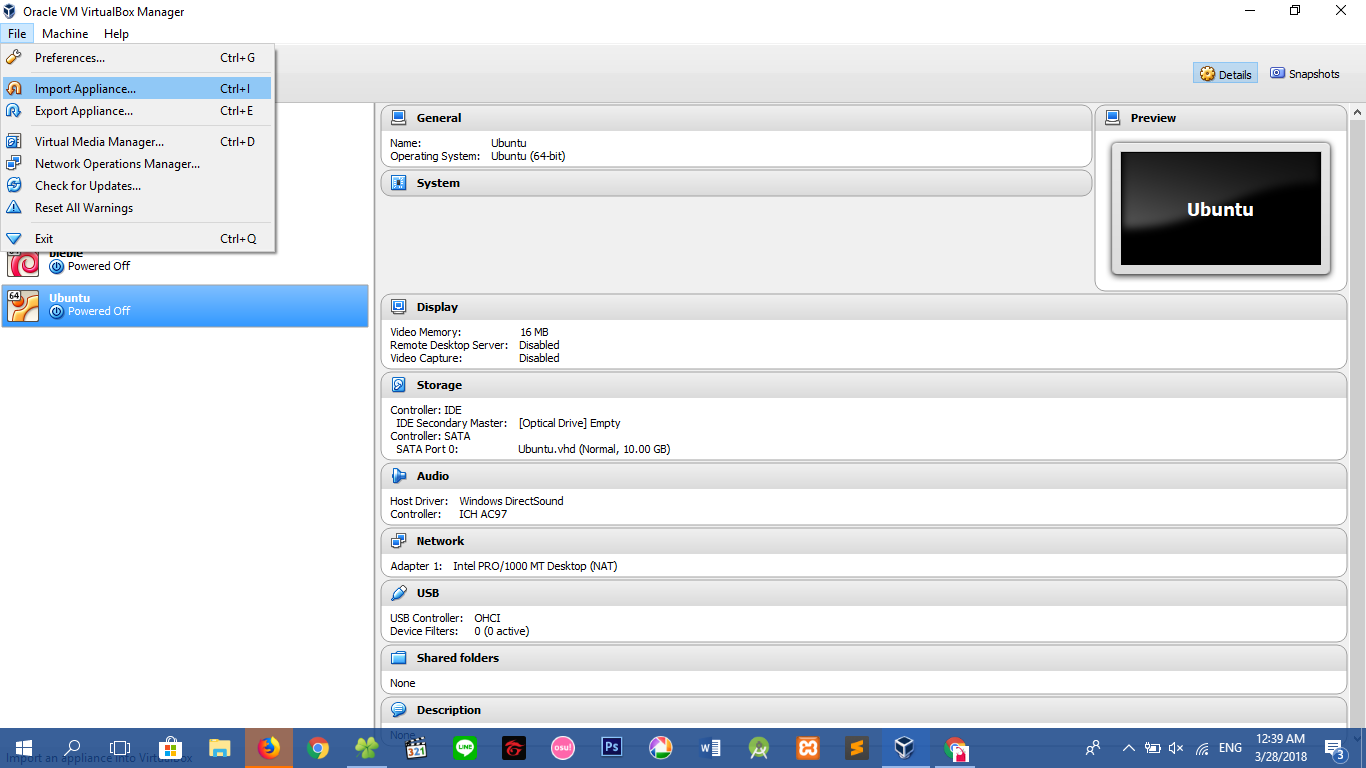 Oracle VM VirtualBox Manager
File Machine Help
Preferences... Ctrl+G
Import Appliance... Ctrl+I
Export Appliance... Ctrl+E
Virtual Media Manager... Ctrl+D
Network Operations Manager...
Check for Updates...
Reset All Warnings
Exit Ctrl+Q
Powered Off
64
Ubuntu
Powered Off
Details Snapshots
General
Name: Ubuntu
Operating System: Ubuntu (64-bit)
System
Preview
Ubuntu
Display
Video Memory: 16 MB
Remote Desktop Server: Disabled
Video Capture: Disabled
Storage
Controller: IDE
IDE Secondary Master: [Optical Drive] Empty
Controller: SATA
SATA Port 0: Ubuntu.vhd (Normal, 10.00 GB)
Audio
Host Driver: Windows DirectSound
Controller: ICH AC97
Network
Adapter 1: Intel PRO/1000 MT Desktop (NAT)
USB
USB Controller: OHCI
Device Filters: 0 (0 active)
Shared folders
None
Description
None
Import an appliance into VirtualBox
321
LINE
osu!
Ps
ENG
12:39 AM
3/28/2018
3